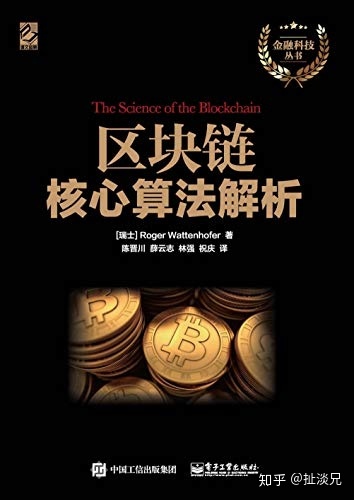 金融科技
丛书
The Science of the Blockchain
区块链
核心算法解析
[瑞士] Roger Wattenhofer 著
陈晋川 薛云志 林强 祝庆 译
中国工信出版集团
电子工业出版社
知乎 @扯淡兄